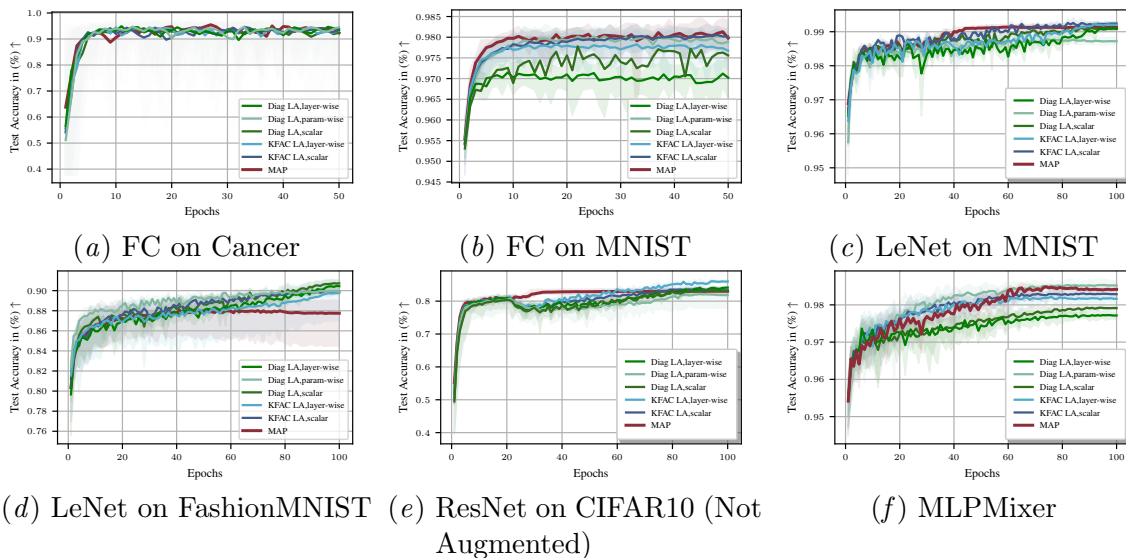 Test Accuracy in (%) ↑
1.0
0.9
0.8
0.7
0.6
0.5
0.4
Diag LA,layer-wise
Diag LA,param-wise
Diag LA,scalar
KFAC LA,layer-wise
KFAC LA,scalar
MAP
0 10 20 30 40 50
Epochs
(a) FC on Cancer
Test Accuracy in (%) ↑
0.985
0.980
0.975
0.970
0.965
0.960
0.955
0.950
0.945
Diag LA,layer-wise
Diag LA,param-wise
Diag LA,scalar
KFAC LA,layer-wise
KFAC LA,scalar
MAP
0 10 20 30 40 50
Epochs
(b) FC on MNIST
Test Accuracy in (%) ↑
0.99
0.98
0.97
0.96
0.95
Diag LA,layer-wise
Diag LA,param-wise
Diag LA,scalar
KFAC LA,layer-wise
KFAC LA,scalar
MAP
0 20 40 60 80 100
Epochs
(c) LeNet on MNIST
Test Accuracy in (%) ↑
0.90
0.88
0.86
0.84
0.82
0.80
0.78
0.76
Diag LA,layer-wise
Diag LA,param-wise
Diag LA,scalar
KFAC LA,layer-wise
KFAC LA,scalar
MAP
0 20 40 60 80 100
Epochs
(d) LeNet on FashionMNIST
Test Accuracy in (%) ↑
0.8
0.7
0.6
0.5
0.4
Diag LA,layer-wise
Diag LA,param-wise
Diag LA,scalar
KFAC LA,layer-wise
KFAC LA,scalar
MAP
0 20 40 60 80 100
Epochs
(e) ResNet on CIFAR10 (Not
Augmented)
Test Accuracy in (%) ↑
0.98
0.97
0.96
0.95
Diag LA,layer-wise
Diag LA,param-wise
Diag LA,scalar
KFAC LA,layer-wise
KFAC LA,scalar
MAP
0 20 40 60 80 100
Epochs
(f) MLPMixer